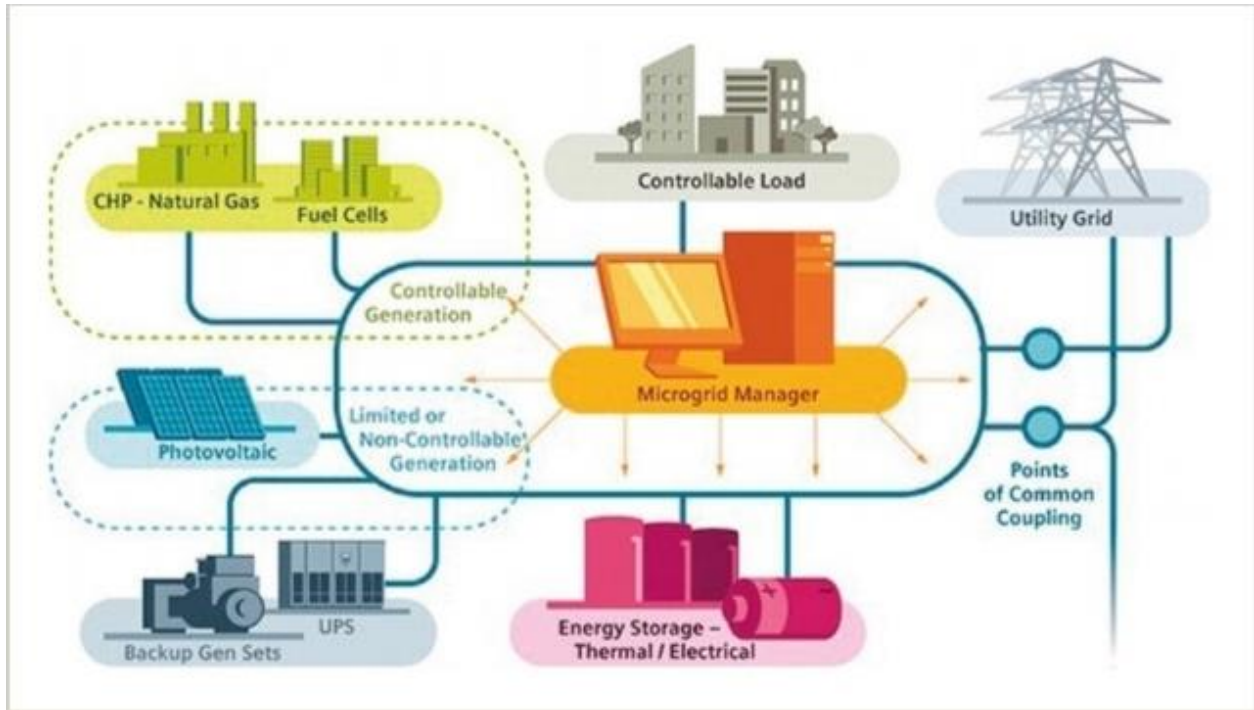 CHP - Natural Gas
Fuel Cells
Controllable Load
Utility Grid
Controllable
Generation
Microgrid Manager
Photovoltaic
Limited or
Non-Controllable
Generation
Points
of Common
Coupling
Backup Gen Sets
UPS
Energy Storage –
Thermal / Electrical